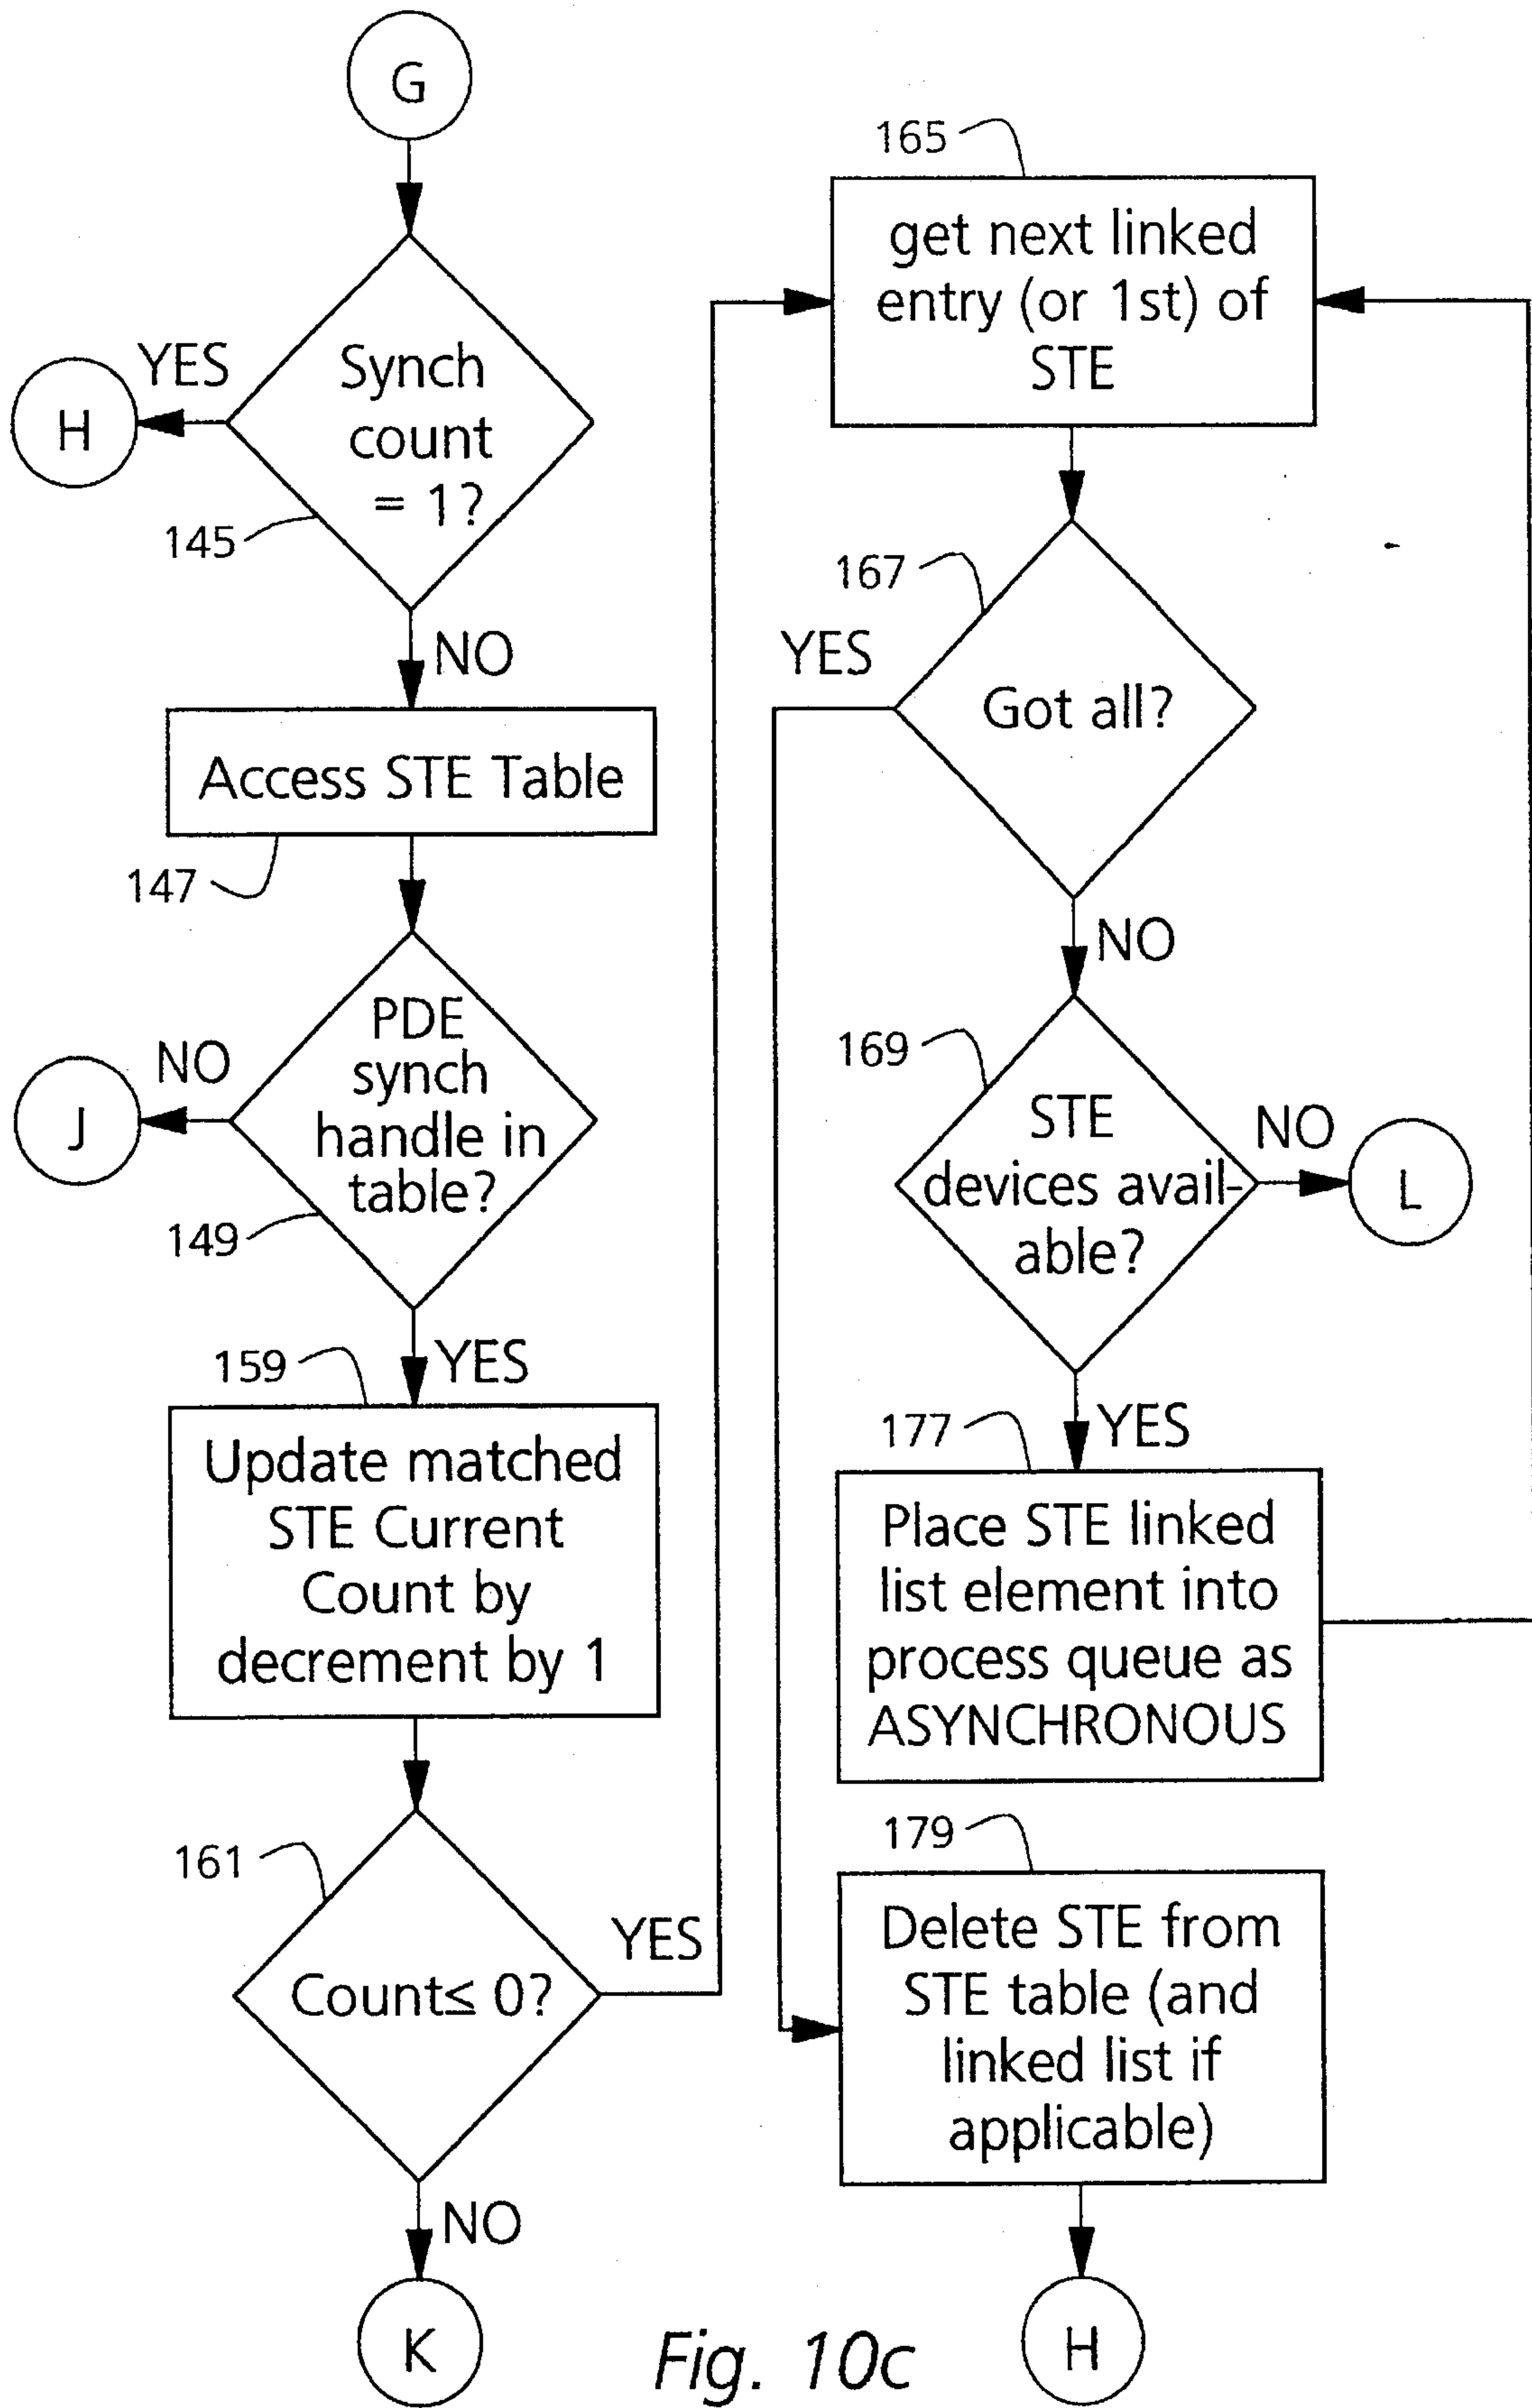 G
Synch
count
= 1?
YES
H
145
NO
Access STE Table
147
PDE
synch
handle in
table?
NO
J
149
YES
159
Update matched
STE Current
Count by
decrement by 1
161
Count≤ 0?
YES
NO
K
165
get next linked
entry (or 1st) of
STE
167
YES
Got all?
NO
169
STE
devices avail-
able?
NO
L
YES
177
Place STE linked
list element into
process queue as
ASYNCHRONOUS
179
Delete STE from
STE table (and
linked list if
applicable)
H
Fig. 10c